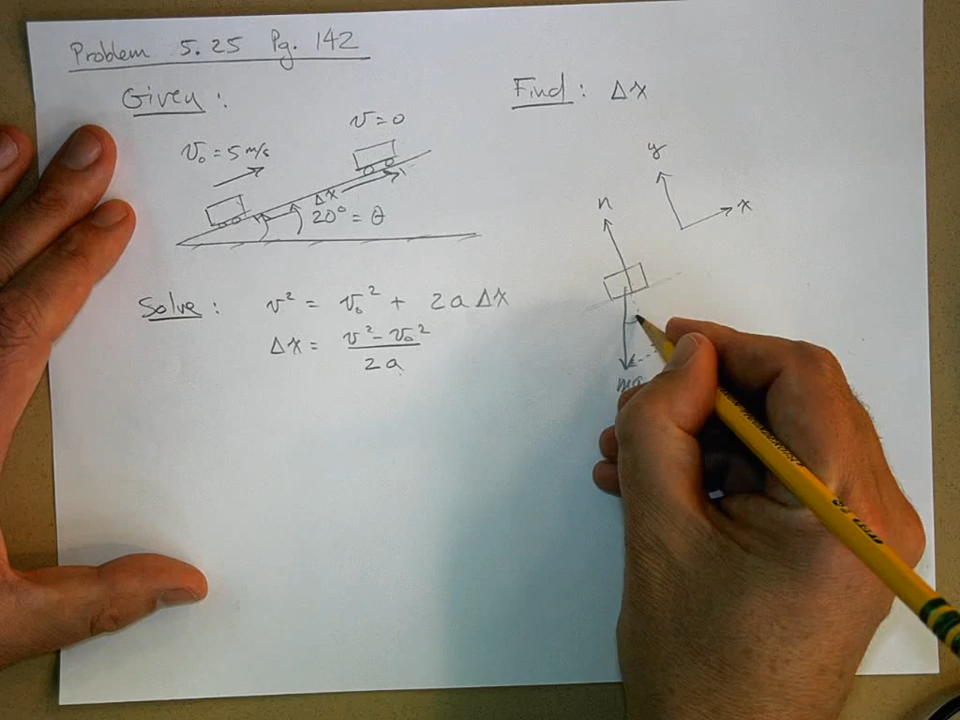 Problem 5.25 Pg. 142
Given:
Find: Δx
v₀ = 5 m/s
v = 0
Δx
20° = θ
y
x
n
mg
Solve: v² = v₀² + 2aΔx
Δx = (v² - v₀²) / 2a